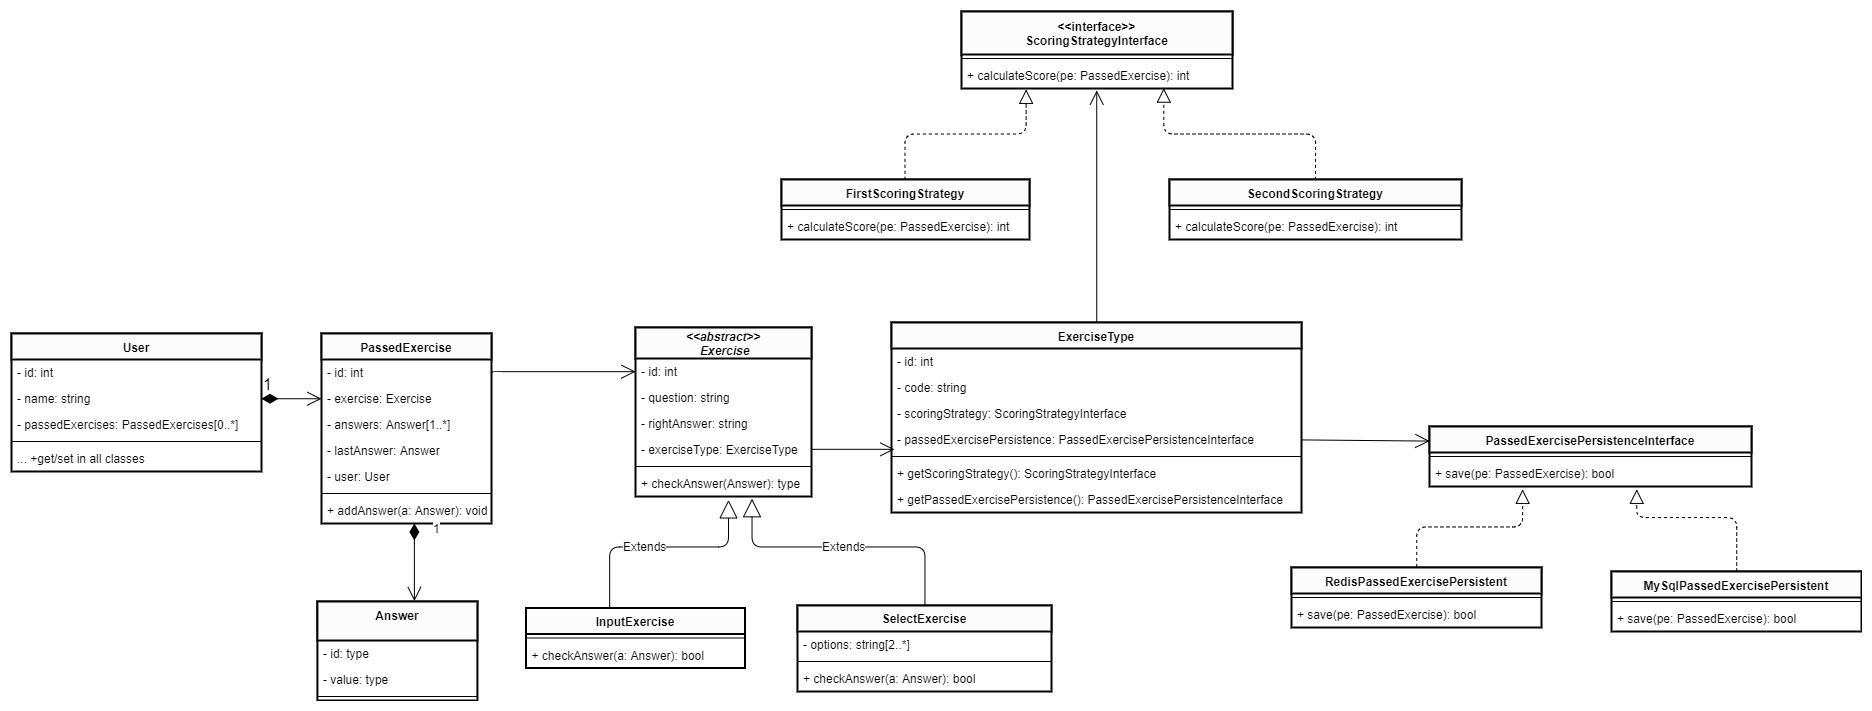 <<interface>>
ScoringStrategyInterface
+ calculateScore(pe: PassedExercise): int
FirstScoringStrategy
+ calculateScore(pe: PassedExercise): int
SecondScoringStrategy
+ calculateScore(pe: PassedExercise): int
User
- id: int
- name: string
- passedExercises: PassedExercises[0..*]
... +get/set in all classes
1
PassedExercise
- id: int
- exercise: Exercise
- answers: Answer[1..*]
- lastAnswer: Answer
- user: User
+ addAnswer(a: Answer): void
1
<<abstract>>
Exercise
- id: int
- question: string
- rightAnswer: string
- exerciseType: ExerciseType
+ checkAnswer(Answer): type
ExerciseType
- id: int
- code: string
- scoringStrategy: ScoringStrategyInterface
- passedExercisePersistence: PassedExercisePersistenceInterface
+ getScoringStrategy(): ScoringStrategyInterface
+ getPassedExercisePersistence(): PassedExercisePersistenceInterface
PassedExercisePersistenceInterface
+ save(pe: PassedExercise): bool
Extends
Extends
Answer
- id: type
- value: type
InputExercise
+ checkAnswer(a: Answer): bool
SelectExercise
- options: string[2..*]
+ checkAnswer(a: Answer): bool
RedisPassedExercisePersistent
+ save(pe: PassedExercise): bool
MySqlPassedExercisePersistent
+ save(pe: PassedExercise): bool